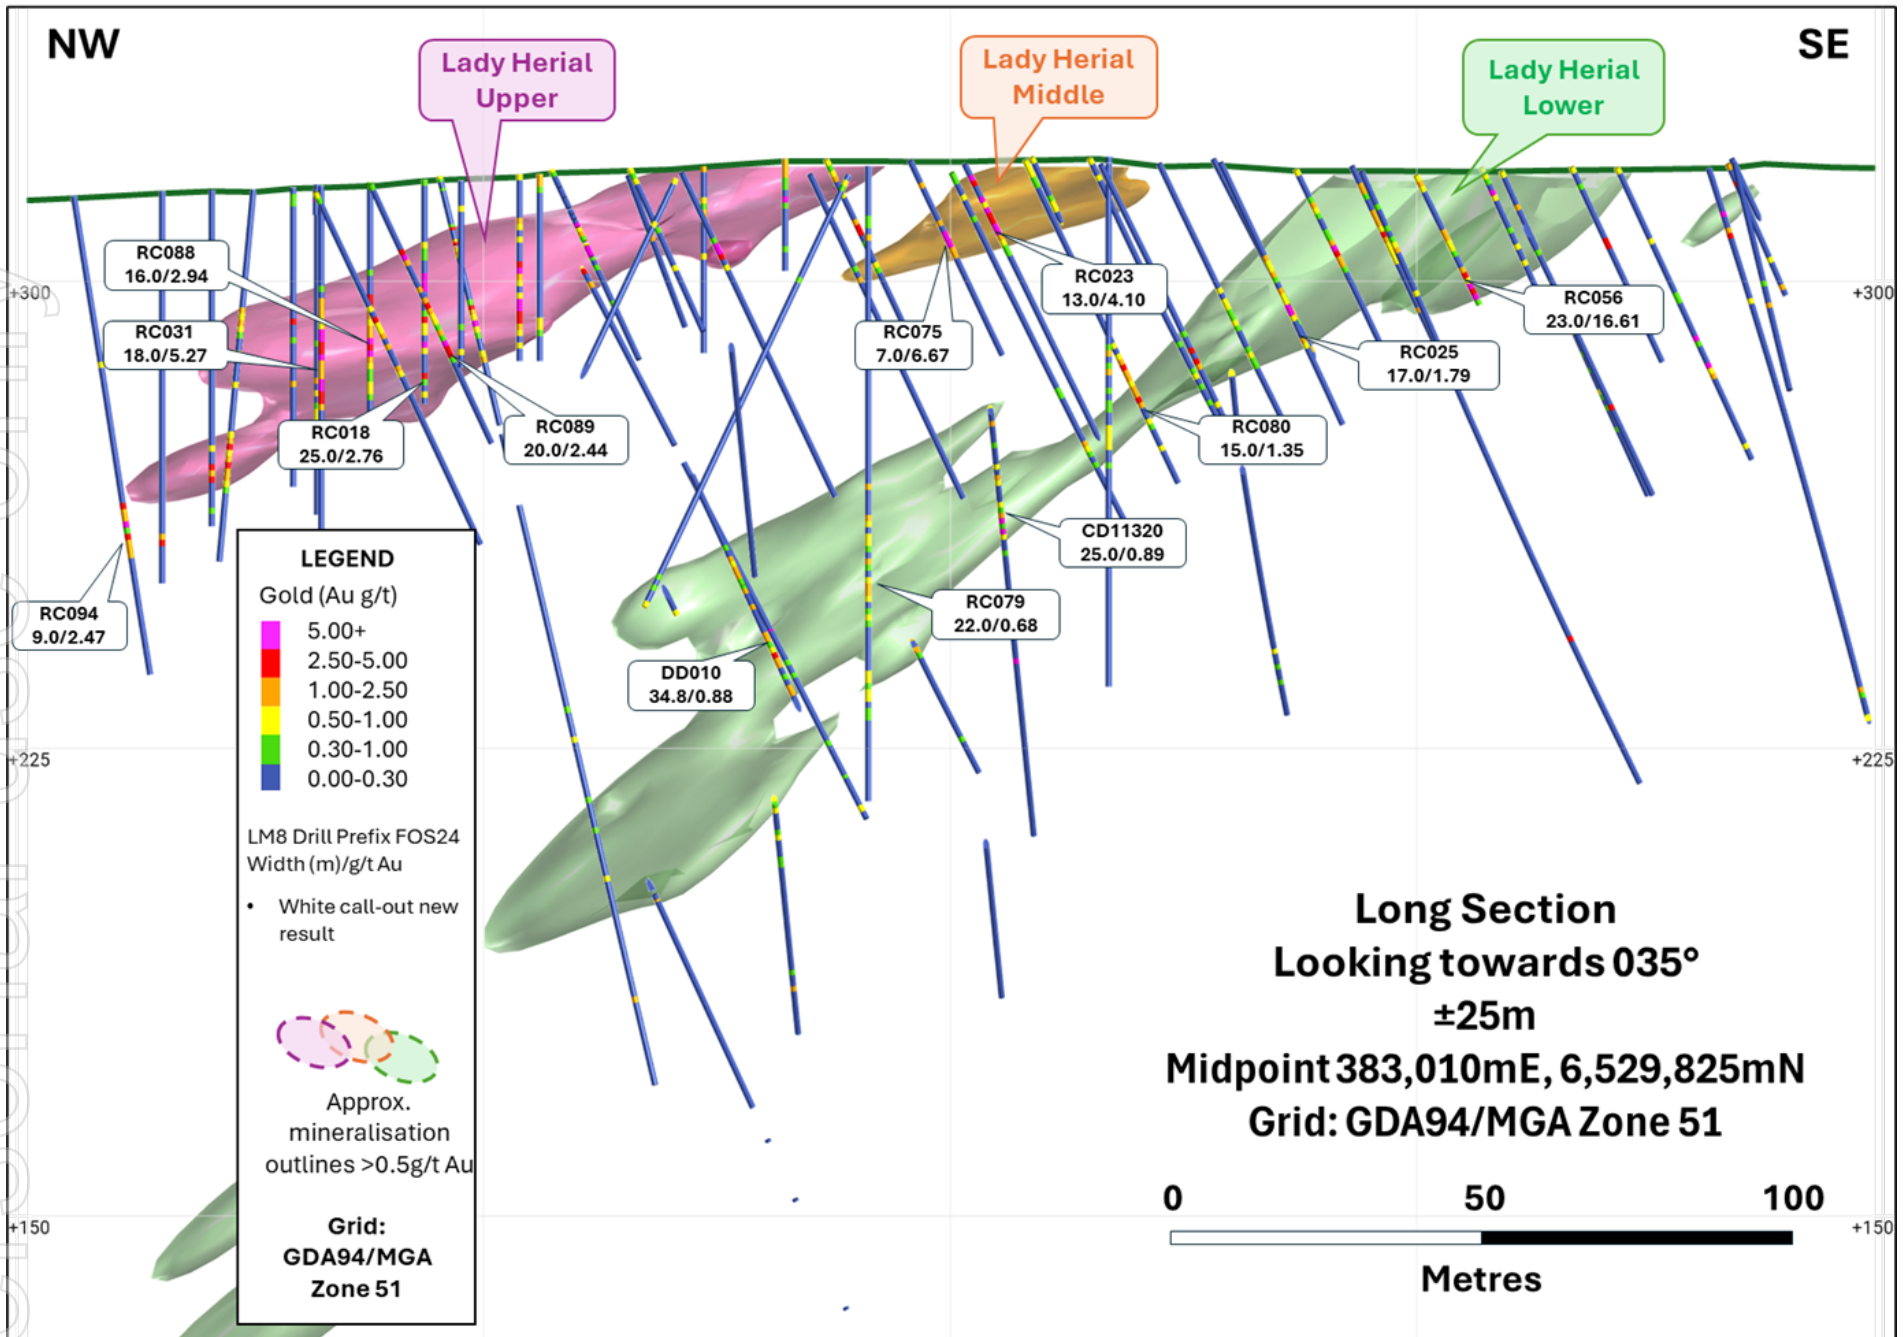 NW
SE
Lady Herial
Upper
Lady Herial
Middle
Lady Herial
Lower
RC088
16.0/2.94
RC031
18.0/5.27
RC018
25.0/2.76
RC089
20.0/2.44
RC094
9.0/2.47
RC075
7.0/6.67
RC023
13.0/4.10
RC056
23.0/16.61
RC025
17.0/1.79
RC080
15.0/1.35
CD11320
25.0/0.89
RC079
22.0/0.68
DD010
34.8/0.88
+300
+300
+225
+225
+150
+150
LEGEND
Gold (Au g/t)
5.00+
2.50-5.00
1.00-2.50
0.50-1.00
0.30-1.00
0.00-0.30
LM8 Drill Prefix FOS24
Width (m)/g/t Au
• White call-out new
result
Approx.
mineralisation
outlines >0.5g/t Au
Grid:
GDA94/MGA
Zone 51
Long Section
Looking towards 035°
±25m
Midpoint 383,010mE, 6,529,825mN
Grid: GDA94/MGA Zone 51
0 50 100
Metres